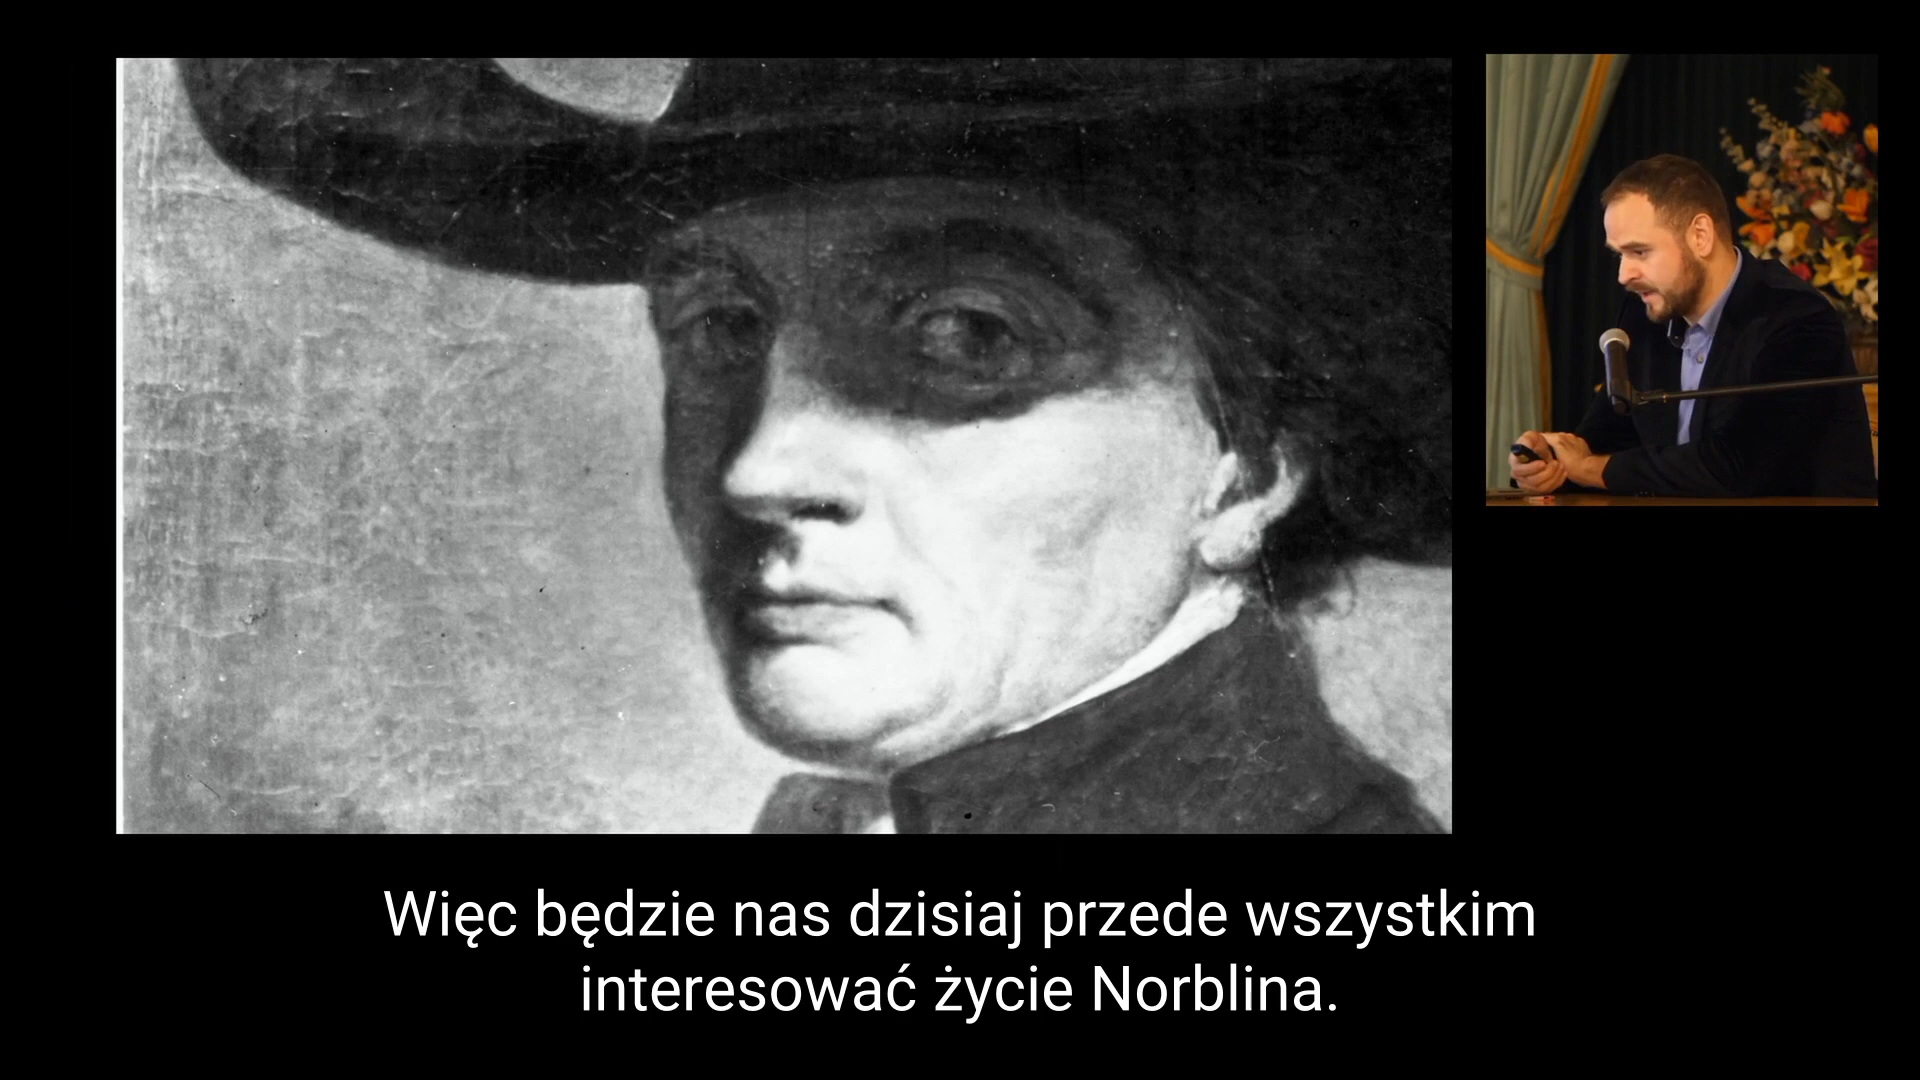 Więc będzie nas dzisiaj przede wszystkim
interesować życie Norblina.